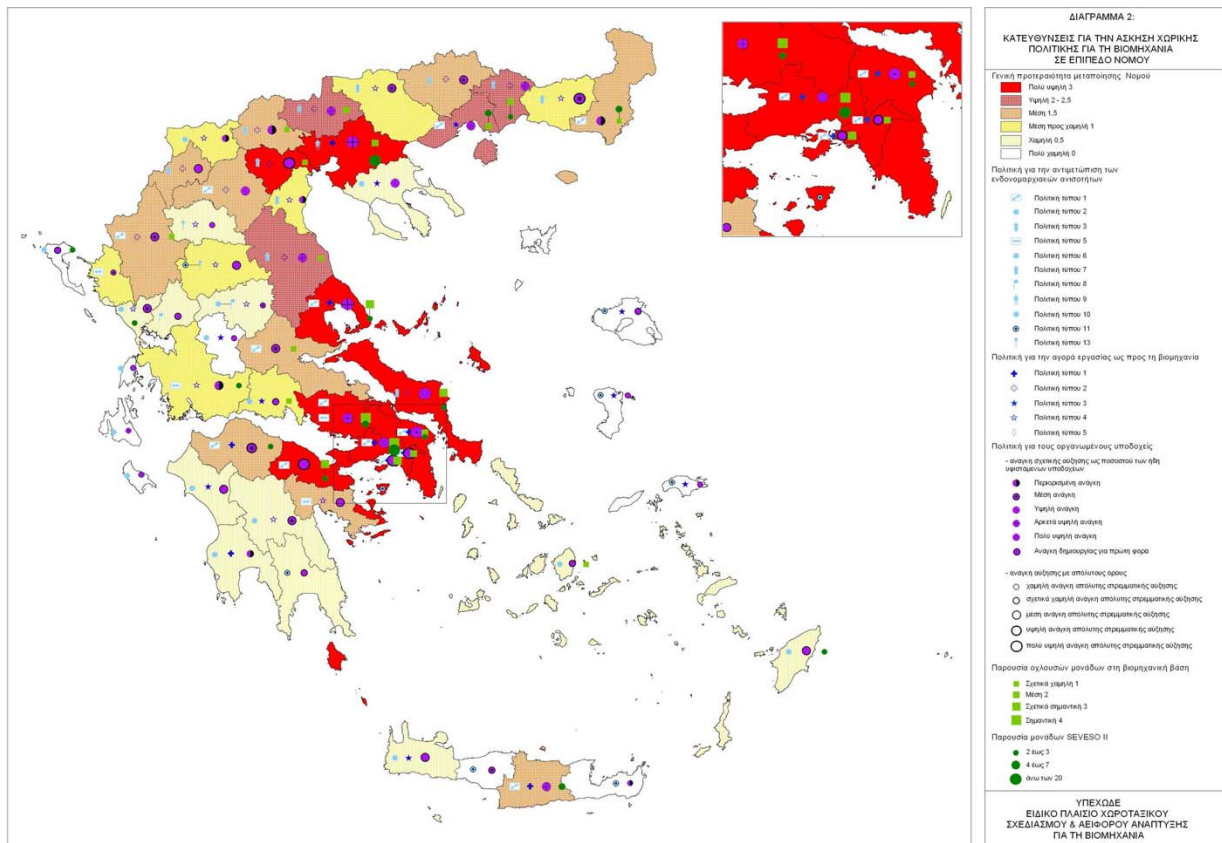 ΔΙΑΓΡΑΜΜΑ 2:
ΚΑΤΕΥΘΥΝΣΕΙΣ ΓΙΑ ΤΗΝ ΑΣΚΗΣΗ ΧΩΡΙΚΗΣ
ΠΟΛΙΤΙΚΗΣ ΓΙΑ ΤΗ ΒΙΟΜΗΧΑΝΙΑ
ΣΕ ΕΠΙΠΕΔΟ ΝΟΜΟΥ
Γενική προτεραιότητα μεταποίησης Νομού
Πολύ υψηλή 3
Υψηλή 2 - 2,5
Μέση 1,5
Μέση προς χαμηλή 1
Χαμηλή 0,5
Πολύ χαμηλή 0
Πολιτική για την αντιμετώπιση των
ενδονομαρχιακών ανισοτήτων
Πολιτική τύπου 1
Πολιτική τύπου 2
Πολιτική τύπου 3
Πολιτική τύπου 5
Πολιτική τύπου 6
Πολιτική τύπου 7
Πολιτική τύπου 8
Πολιτική τύπου 9
Πολιτική τύπου 10
Πολιτική τύπου 11
Πολιτική τύπου 13
Πολιτική για την αγορά εργασίας ως προς τη βιομηχανία
Πολιτική τύπου 1
Πολιτική τύπου 2
Πολιτική τύπου 3
Πολιτική τύπου 4
Πολιτική τύπου 5
Πολιτική για τους οργανωμένους υποδοχείς
- ανάγκη σχετικής αύξησης ως ποσοστού των ήδη
υφιστάμενων υποδοχέων
Περιορισμένη ανάγκη
Μέση ανάγκη
Υψηλή ανάγκη
Αρκετά υψηλή ανάγκη
Πολύ υψηλή ανάγκη
Ανάγκη δημιουργίας για πρώτη φορά
- ανάγκη αύξησης με απόλυτους όρους
χαμηλή ανάγκη απόλυτης στρεμματικής αύξησης
σχετικά χαμηλή ανάγκη απόλυτης στρεμματικής αύξησης
μέση ανάγκη απόλυτης στρεμματικής αύξησης
υψηλή ανάγκη απόλυτης στρεμματικής αύξησης
πολύ υψηλή ανάγκη απόλυτης στρεμματικής αύξησης
Παρουσία οχλουσών μονάδων στη βιομηχανική βάση
Σχετικά χαμηλή 1
Μέση 2
Σχετικά σημαντική 3
Σημαντική 4
Παρουσία μονάδων SEVESO II
2 έως 3
4 έως 7
άνω των 20
ΥΠΕΧΩΔΕ
ΕΙΔΙΚΟ ΠΛΑΙΣΙΟ ΧΩΡΟΤΑΞΙΚΟΥ
ΣΧΕΔΙΑΣΜΟΥ & ΑΕΙΦΟΡΟΥ ΑΝΑΠΤΥΞΗΣ
ΓΙΑ ΤΗ ΒΙΟΜΗΧΑΝΙΑ